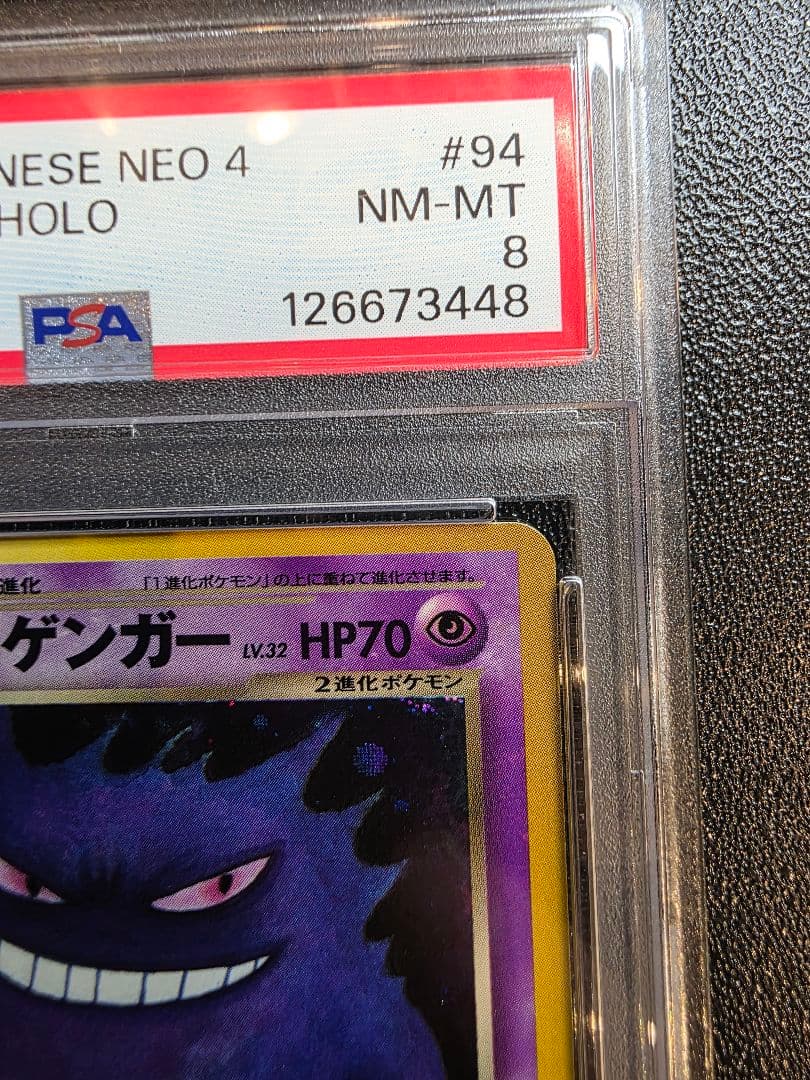 NESE NEO 4 #94
HOLO NM-MT
8
PSA 126673448
進化 「1進化ポケモン」の上に重ねて進化させます。
ゲンガー LV.32 HP70
2進化ポケモン